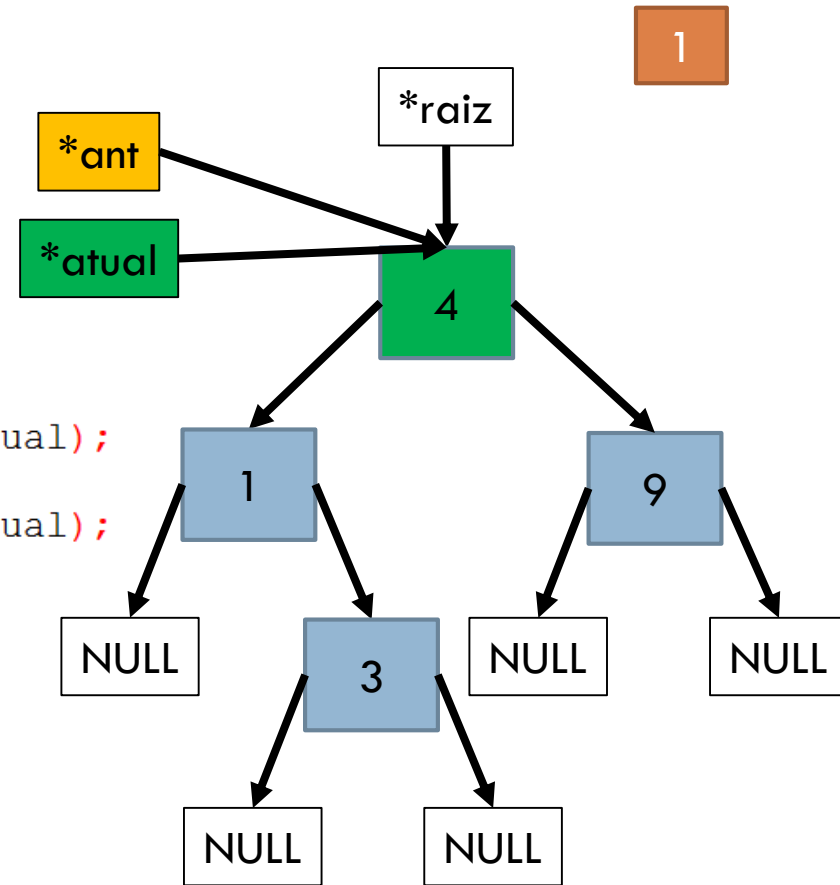 1
*raiz
*ant
*atual
4
ual);
1
9
ual);
NULL
3
NULL
NULL
NULL
NULL